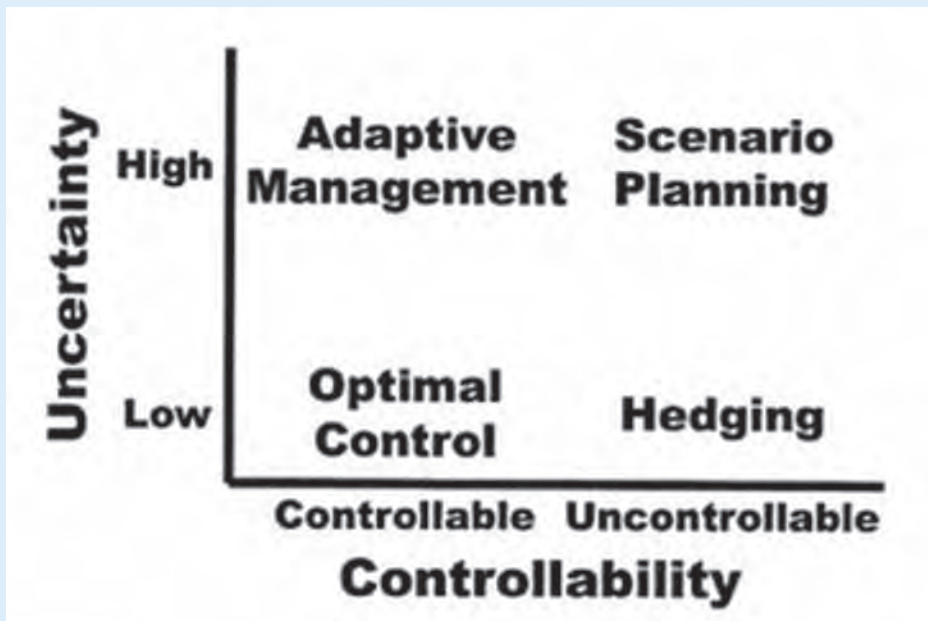 Uncertainty
High
Adaptive
Management
Scenario
Planning
Low
Optimal
Control
Hedging
Controllable
Uncontrollable
Controllability